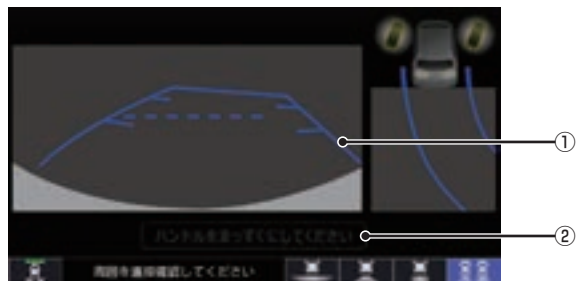 ①
ハンドルをまっすぐにしてください
②
周囲を直接確認してください